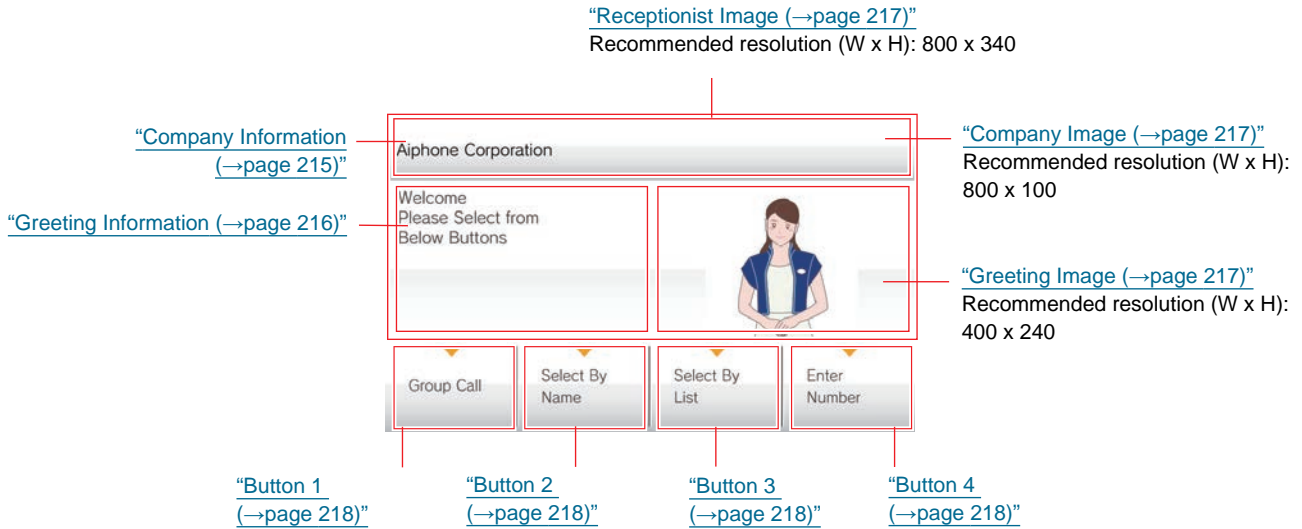 “Receptionist Image (→page 217)”
Recommended resolution (W x H): 800 x 340
“Company Information
(→page 215)”
Aiphone Corporation
“Company Image (→page 217)”
Recommended resolution (W x H):
800 x 100
“Greeting Information (→page 216)”
Welcome
Please Select from
Below Buttons
“Greeting Image (→page 217)”
Recommended resolution (W x H):
400 x 240
Group Call
Select By
Name
Select By
List
Enter
Number
“Button 1
(→page 218)”
“Button 2
(→page 218)”
“Button 3
(→page 218)”
“Button 4
(→page 218)”